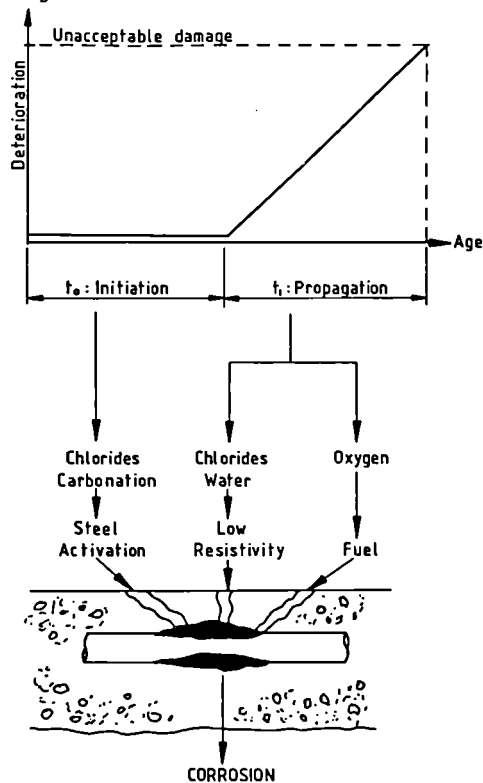 Unacceptable damage
Deterioration
Age
t₀ : Initiation
t₁ : Propagation
Chlorides
Carbonation
Chlorides
Water
Oxygen
Steel
Activation
Low
Resistivity
Fuel
CORROSION